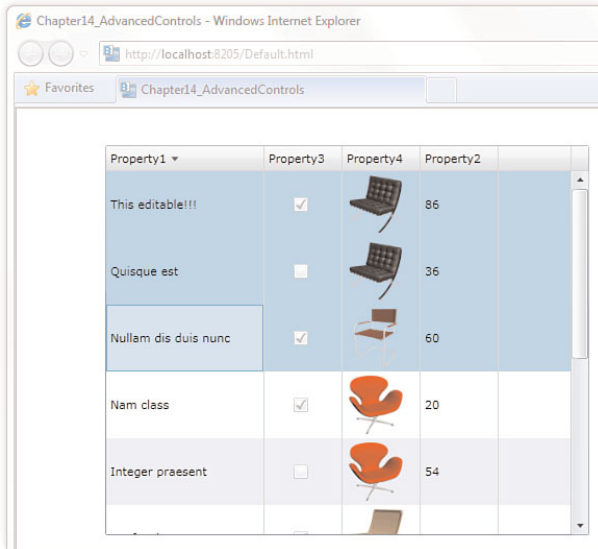 Chapter14_AdvancedControls - Windows Internet Explorer
http://localhost:8205/Default.html
Favorites Chapter14_AdvancedControls
Property1 Property3 Property4 Property2
This editable!!! 86
Quisque est 36
Nullam dis duis nunc 60
Nam class 20
Integer praesent 54